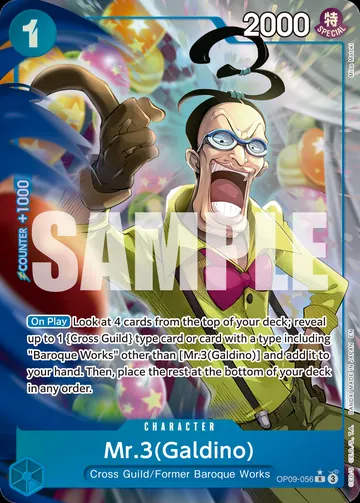 1
2000
特
SPECIAL
COUNTER +1000
SAMPLE
On Play Look at 4 cards from the top of your deck; reveal
up to 1 {Cross Guild} type card or card with a type including
"Baroque Works" other than [Mr.3(Galdino)] and add it to
your hand. Then, place the rest at the bottom of your deck
in any order.
CHARACTER
Mr.3(Galdino)
Cross Guild/Former Baroque Works
OP09-056 R 3